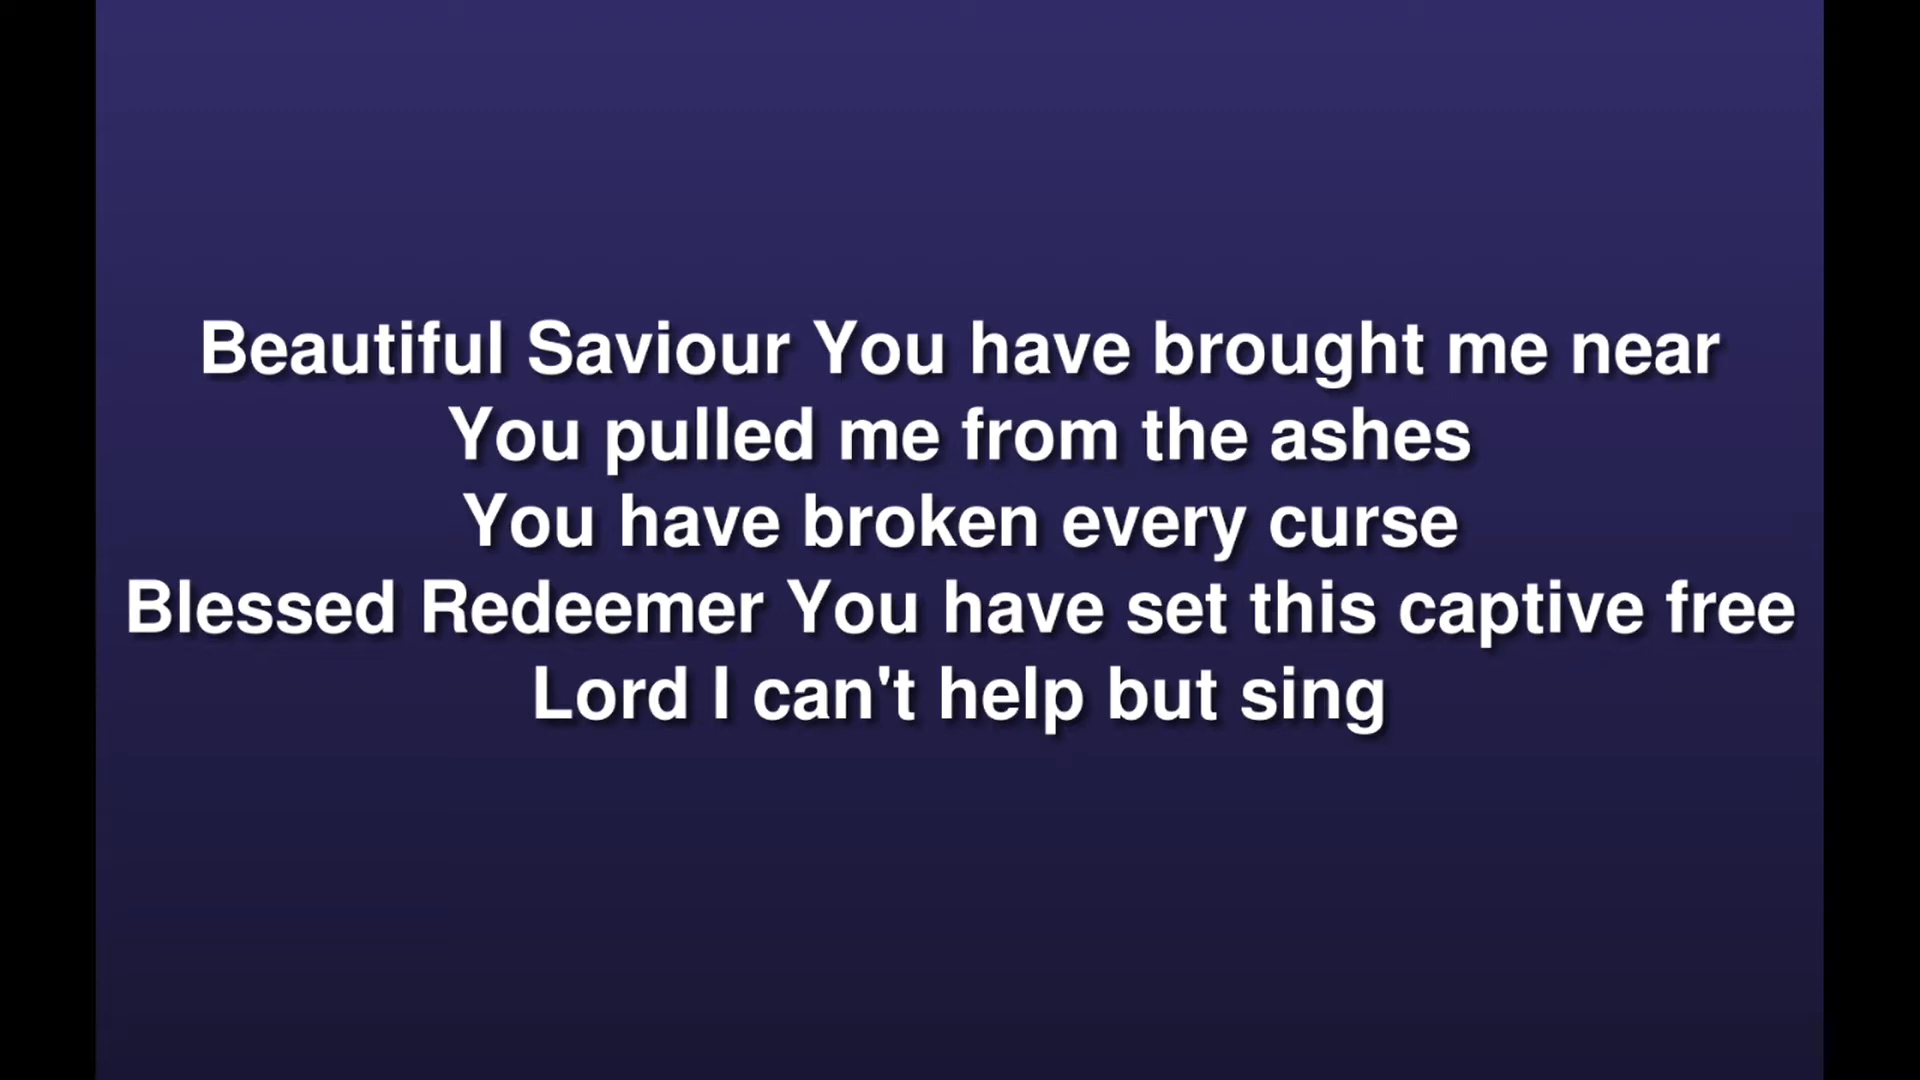 Beautiful Saviour You have brought me near
You pulled me from the ashes
You have broken every curse
Blessed Redeemer You have set this captive free
Lord I can't help but sing